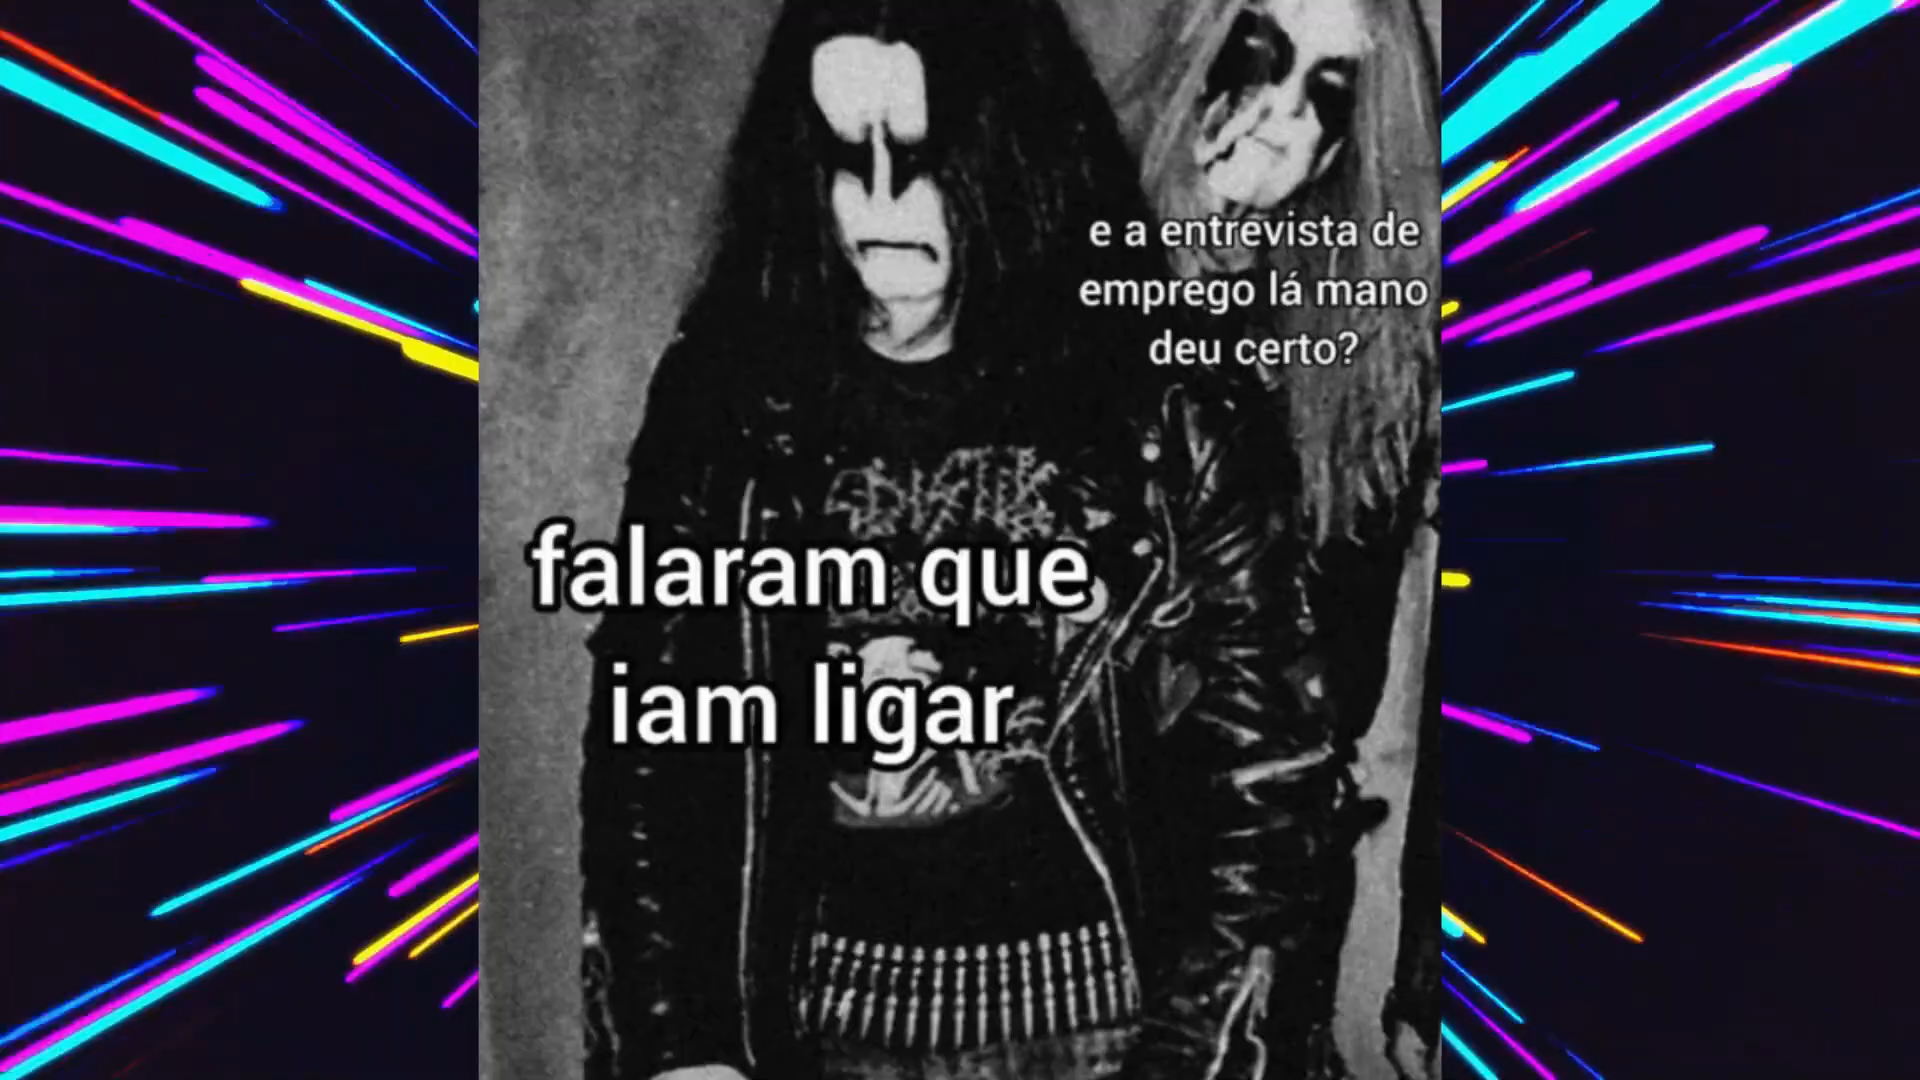 e a entrevista de
emprego lá mano
deu certo?
falaram que
iam ligar